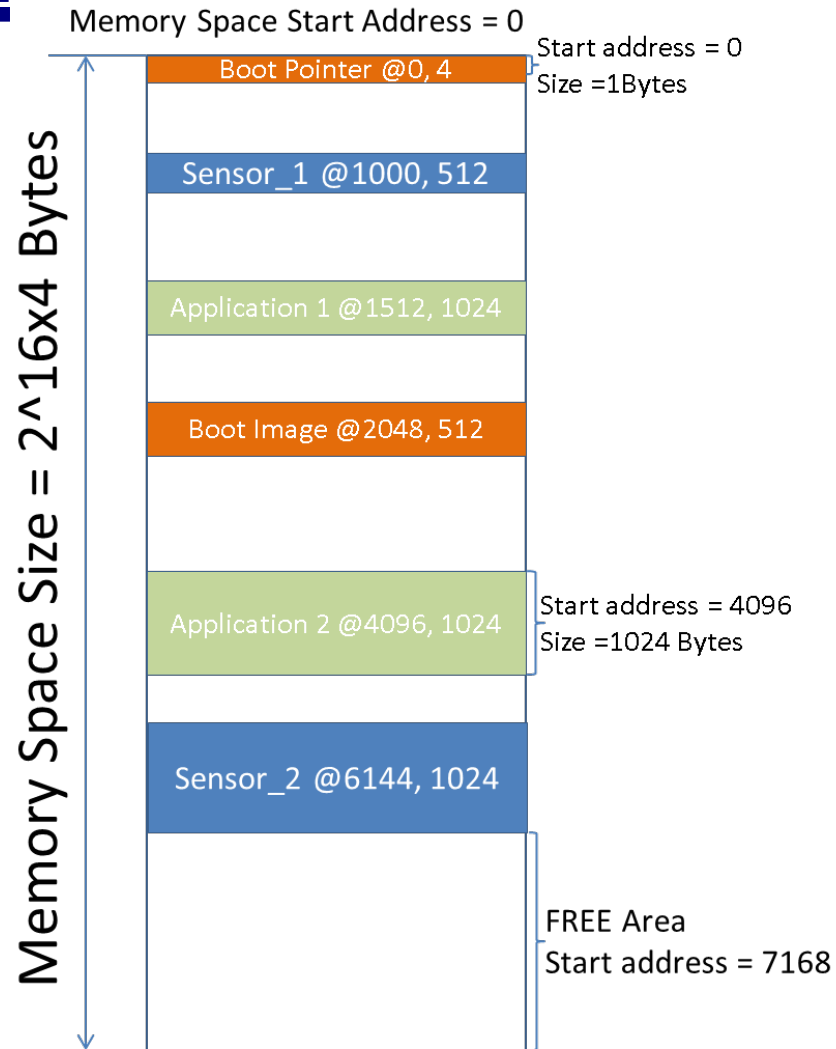 Memory Space Start Address = 0
Boot Pointer @0, 4
Start address = 0
Size =1Bytes
Memory Space Size = 2^16x4 Bytes
Sensor_1 @1000, 512
Application 1 @1512, 1024
Boot Image @2048, 512
Application 2 @4096, 1024
Start address = 4096
Size =1024 Bytes
Sensor_2 @6144, 1024
FREE Area
Start address = 7168